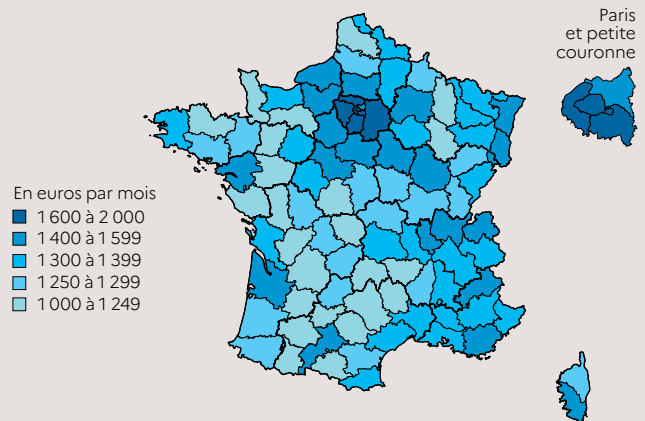 Paris
et petite
couronne
En euros par mois
1 600 à 2 000
1 400 à 1 599
1 300 à 1 399
1 250 à 1 299
1 000 à 1 249